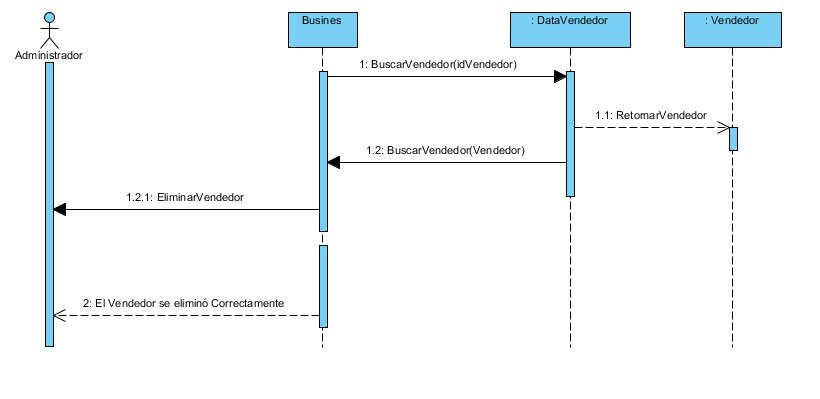 Busines
: DataVendedor
: Vendedor
Administrador
1: BuscarVendedor(idVendedor)
1.1: RetornarVendedor
1.2: BuscarVendedor(Vendedor)
1.2.1: EliminarVendedor
2: El Vendedor se eliminó Correctamente